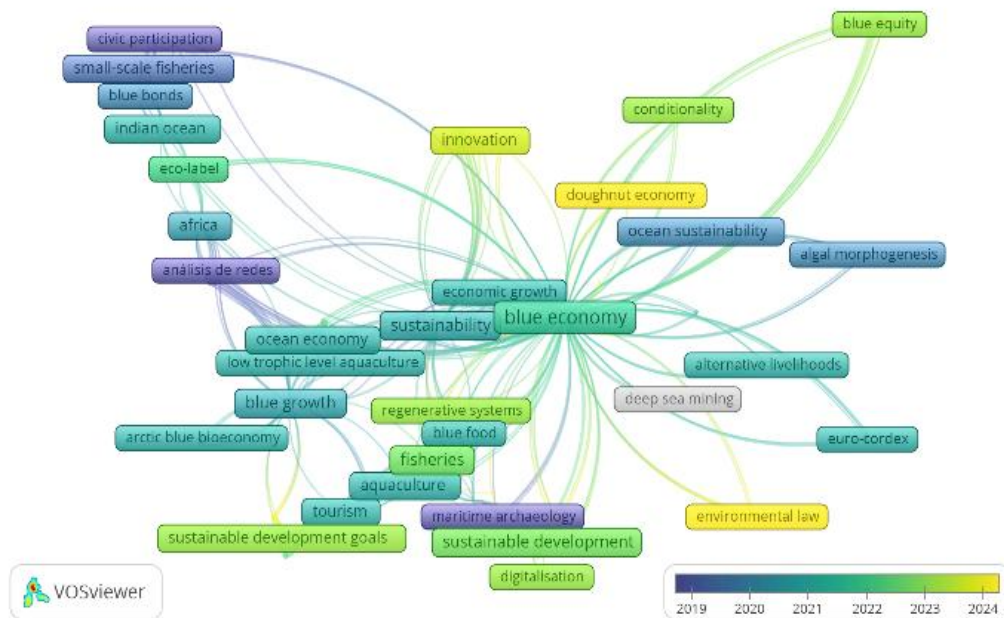 civic participation
blue equity
small-scale fisheries
blue bonds
conditionality
indian ocean
innovation
eco-label
doughnut economy
africa
ocean sustainability
algal morphogenesis
análisis de redes
economic growth
blue economy
sustainability
ocean economy
low trophic level aquaculture
alternative livelihoods
blue growth
deep sea mining
regenerative systems
arctic blue bioeconomy
blue food
euro-cordex
fisheries
aquaculture
tourism
maritime archaeology
environmental law
sustainable development goals
sustainable development
digitalisation
VOSviewer
2019 2020 2021 2022 2023 2024